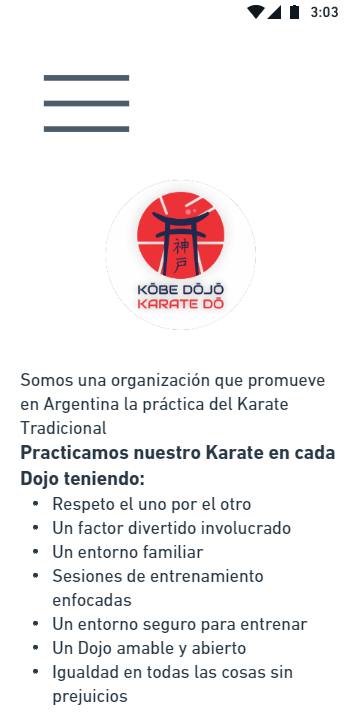 3:03
神
戸
KŌBE DŌJŌ
KARATE DŌ
Somos una organización que promueve
en Argentina la práctica del Karate
Tradicional
Practicamos nuestro Karate en cada
Dojo teniendo:
• Respeto el uno por el otro
• Un factor divertido involucrado
• Un entorno familiar
• Sesiones de entrenamiento
enfocadas
• Un entorno seguro para entrenar
• Un Dojo amable y abierto
• Igualdad en todas las cosas sin
prejuicios